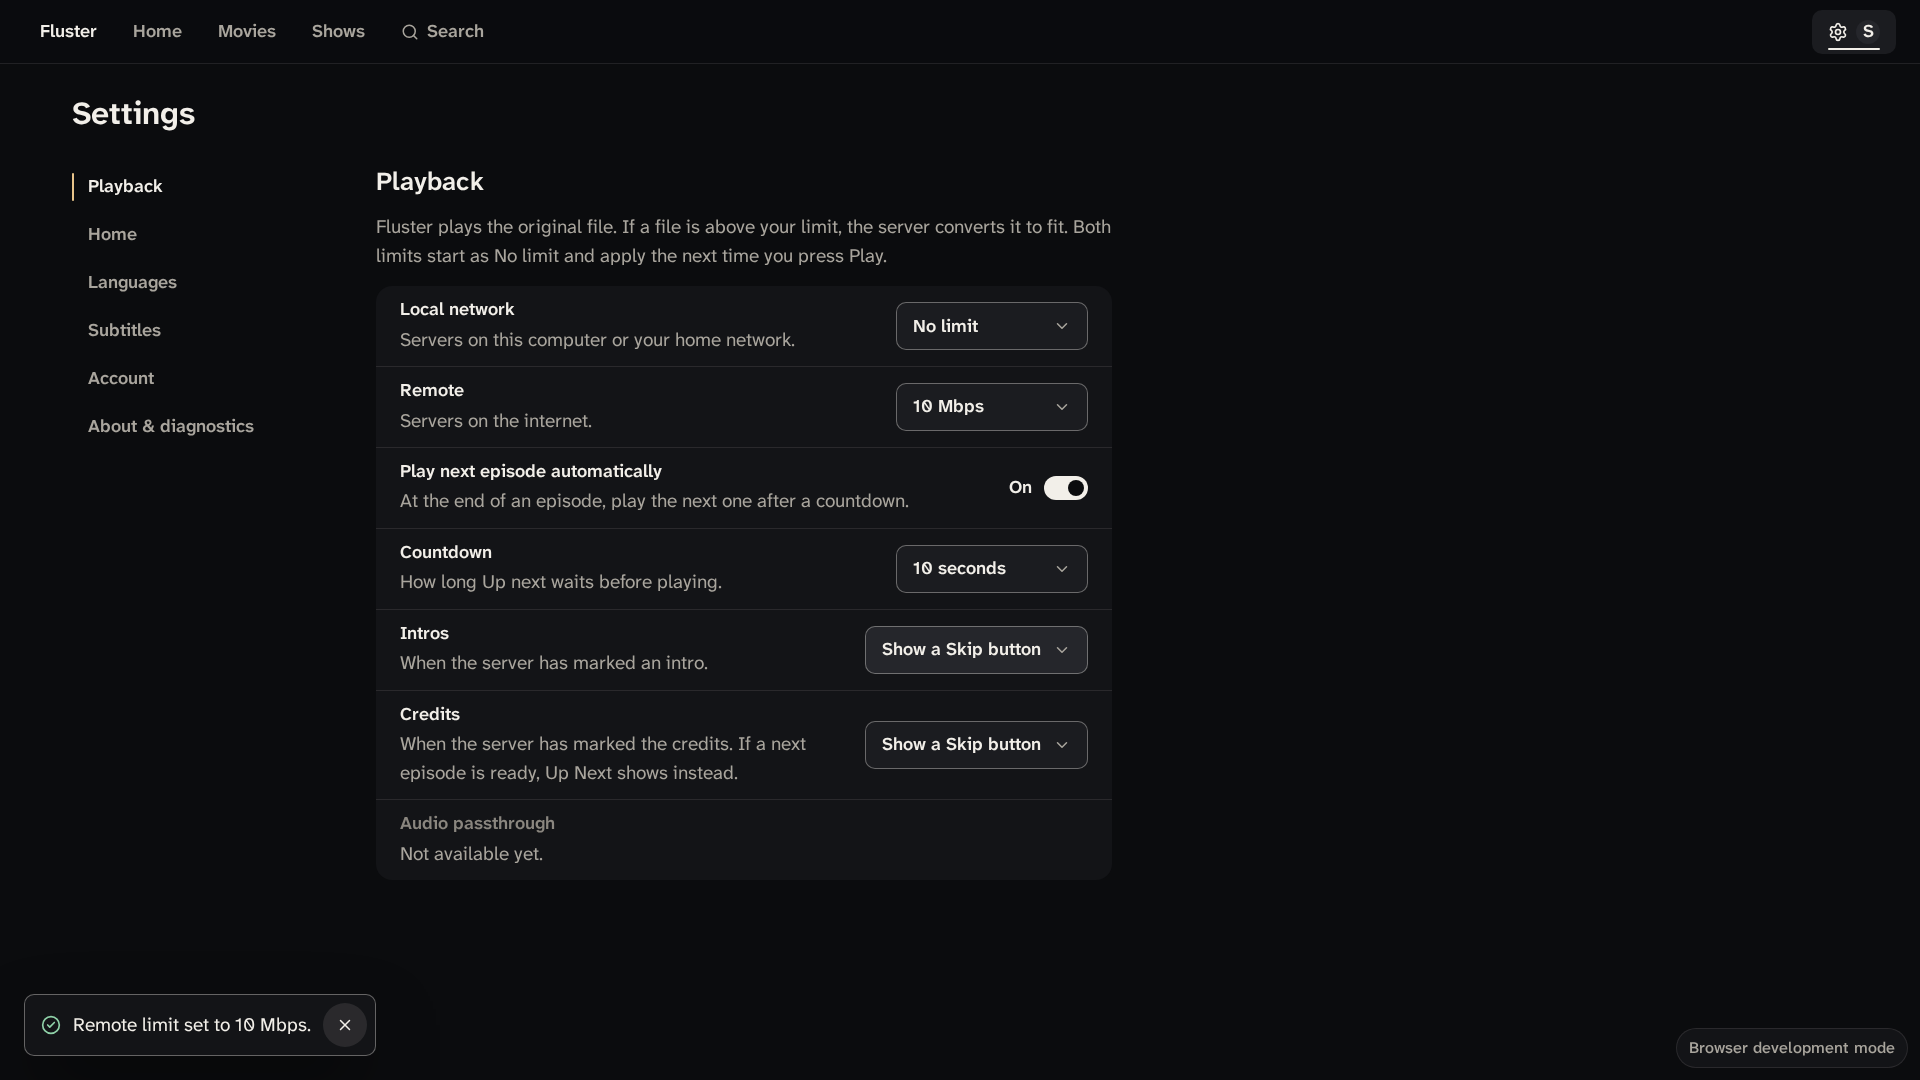 Fluster Home Movies Shows Search S
Settings
Playback
Home
Languages
Subtitles
Account
About & diagnostics
Playback
Fluster plays the original file. If a file is above your limit, the server converts it to fit. Both
limits start as No limit and apply the next time you press Play.
Local network
Servers on this computer or your home network.
No limit
Remote
Servers on the internet.
10 Mbps
Play next episode automatically
At the end of an episode, play the next one after a countdown.
On
Countdown
How long Up next waits before playing.
10 seconds
Intros
When the server has marked an intro.
Show a Skip button
Credits
When the server has marked the credits. If a next
episode is ready, Up Next shows instead.
Show a Skip button
Audio passthrough
Not available yet.
Remote limit set to 10 Mbps.
Browser development mode